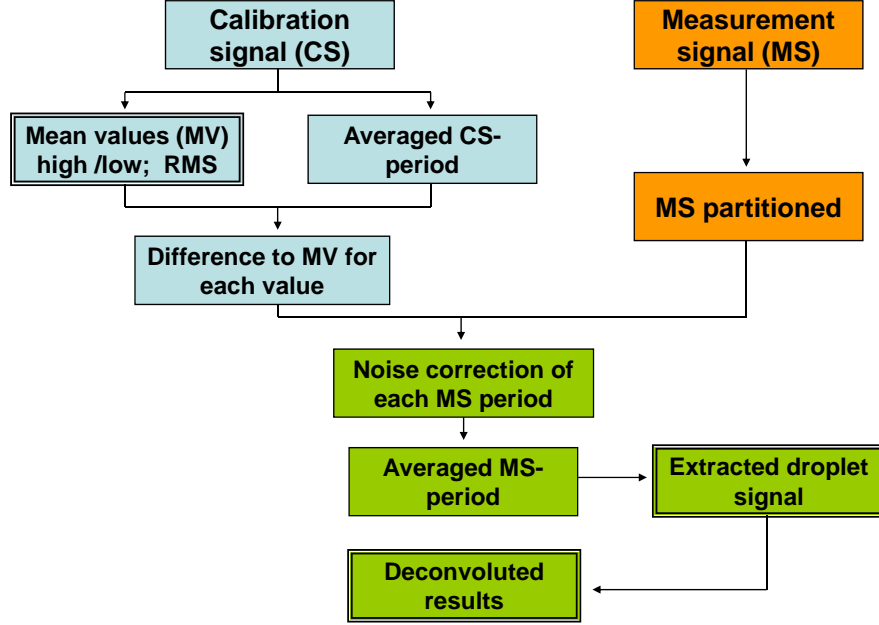 Calibration
signal (CS)
Measurement
signal (MS)
Mean values (MV)
high /low;  RMS
Averaged CS-
period
MS partitioned
Difference to MV for
each value
Noise correction of
each MS period
Averaged MS-
period
Extracted droplet
signal
Deconvoluted
results